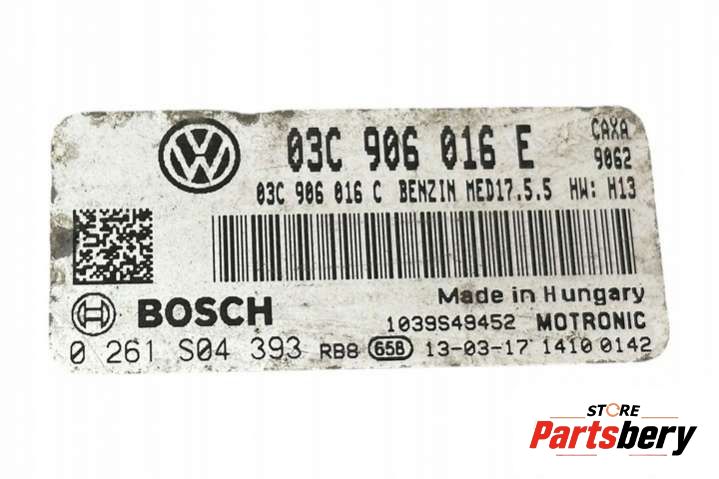 03C 906 016 E CAXA
9062
03C 906 016 C BENZIN MED17.5.5 HW: H13
Made in Hungary
BOSCH
1039S49452 MOTRONIC
0 261 S04 393 RB8 658 13-03-17 1410 0142
STORE
Partsbery